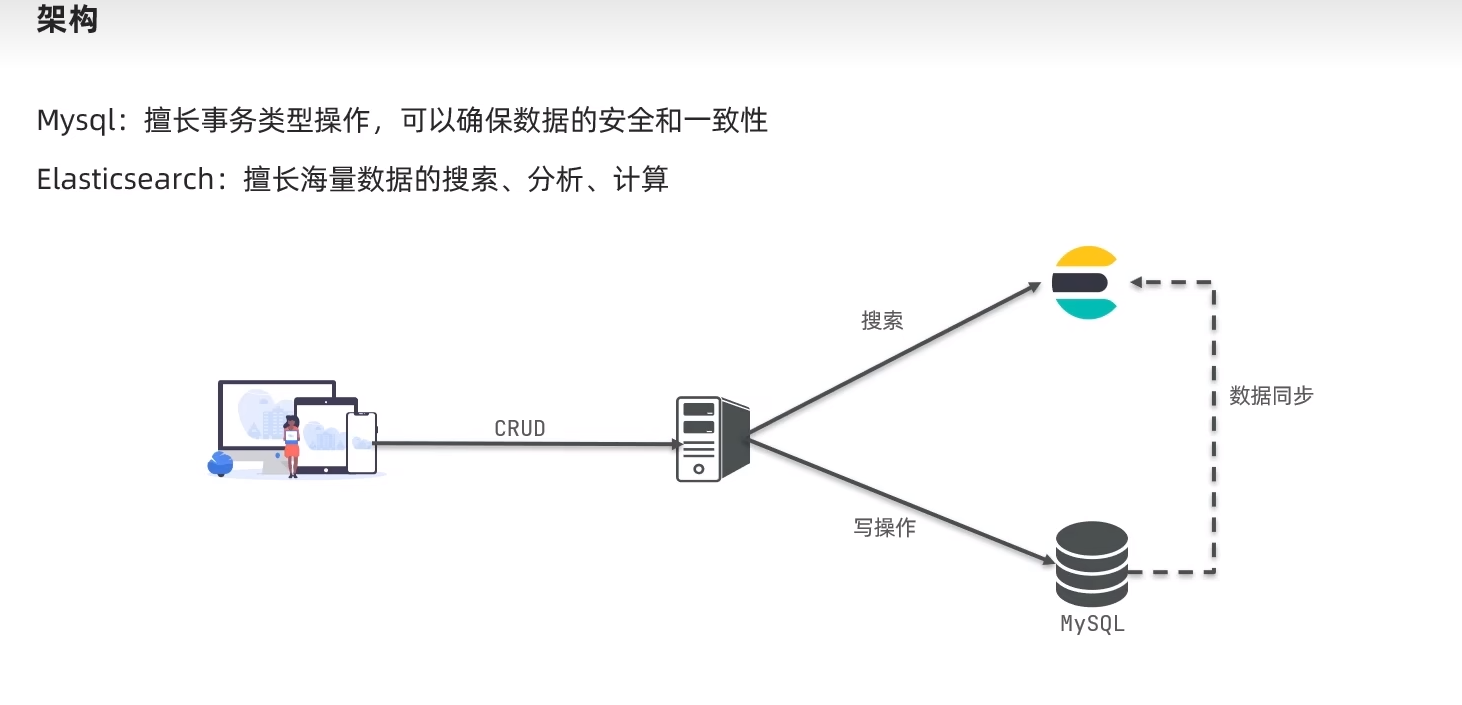 架构
Mysql：擅长事务类型操作，可以确保数据的安全和一致性
Elasticsearch：擅长海量数据的搜索、分析、计算
搜索
数据同步
CRUD
写操作
MySQL